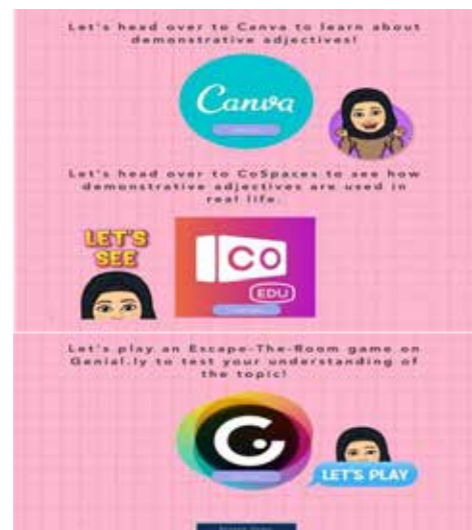 Let's head over to Canva to learn about
demonstrative adjectives!
Canva
Let's head over to CoSpaces to see how
demonstrative adjectives are used in
real life.
LET'S
SEE
CO
EDU
Let's play an Escape-The-Room game on
Genial.ly to test your understanding of
the topic!
LET'S PLAY